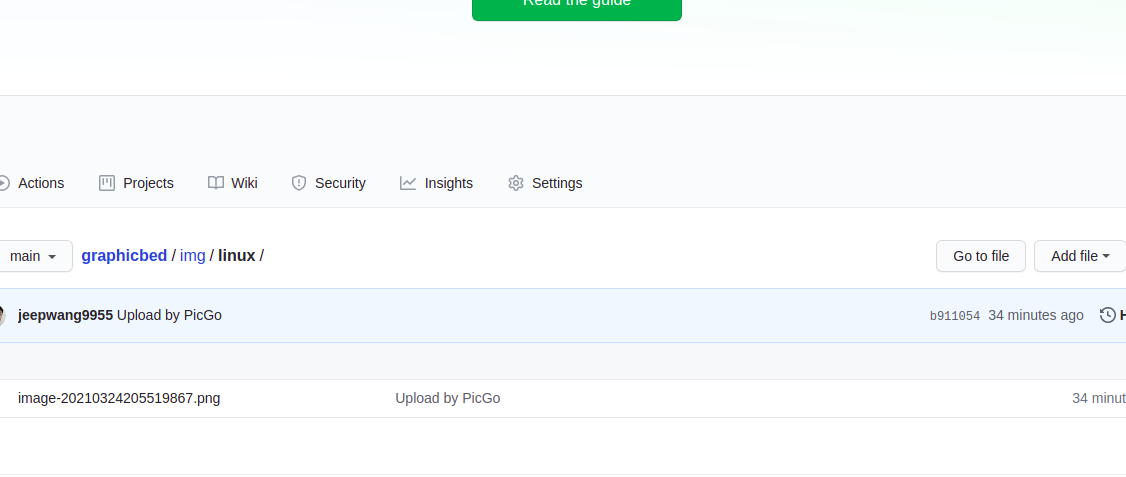 Read the guide
Actions Projects Wiki Security Insights Settings
main graphicbed / img / linux / Go to file Add file
jeepwang9955 Upload by PicGo b911054 34 minutes ago
image-20210324205519867.png Upload by PicGo 34